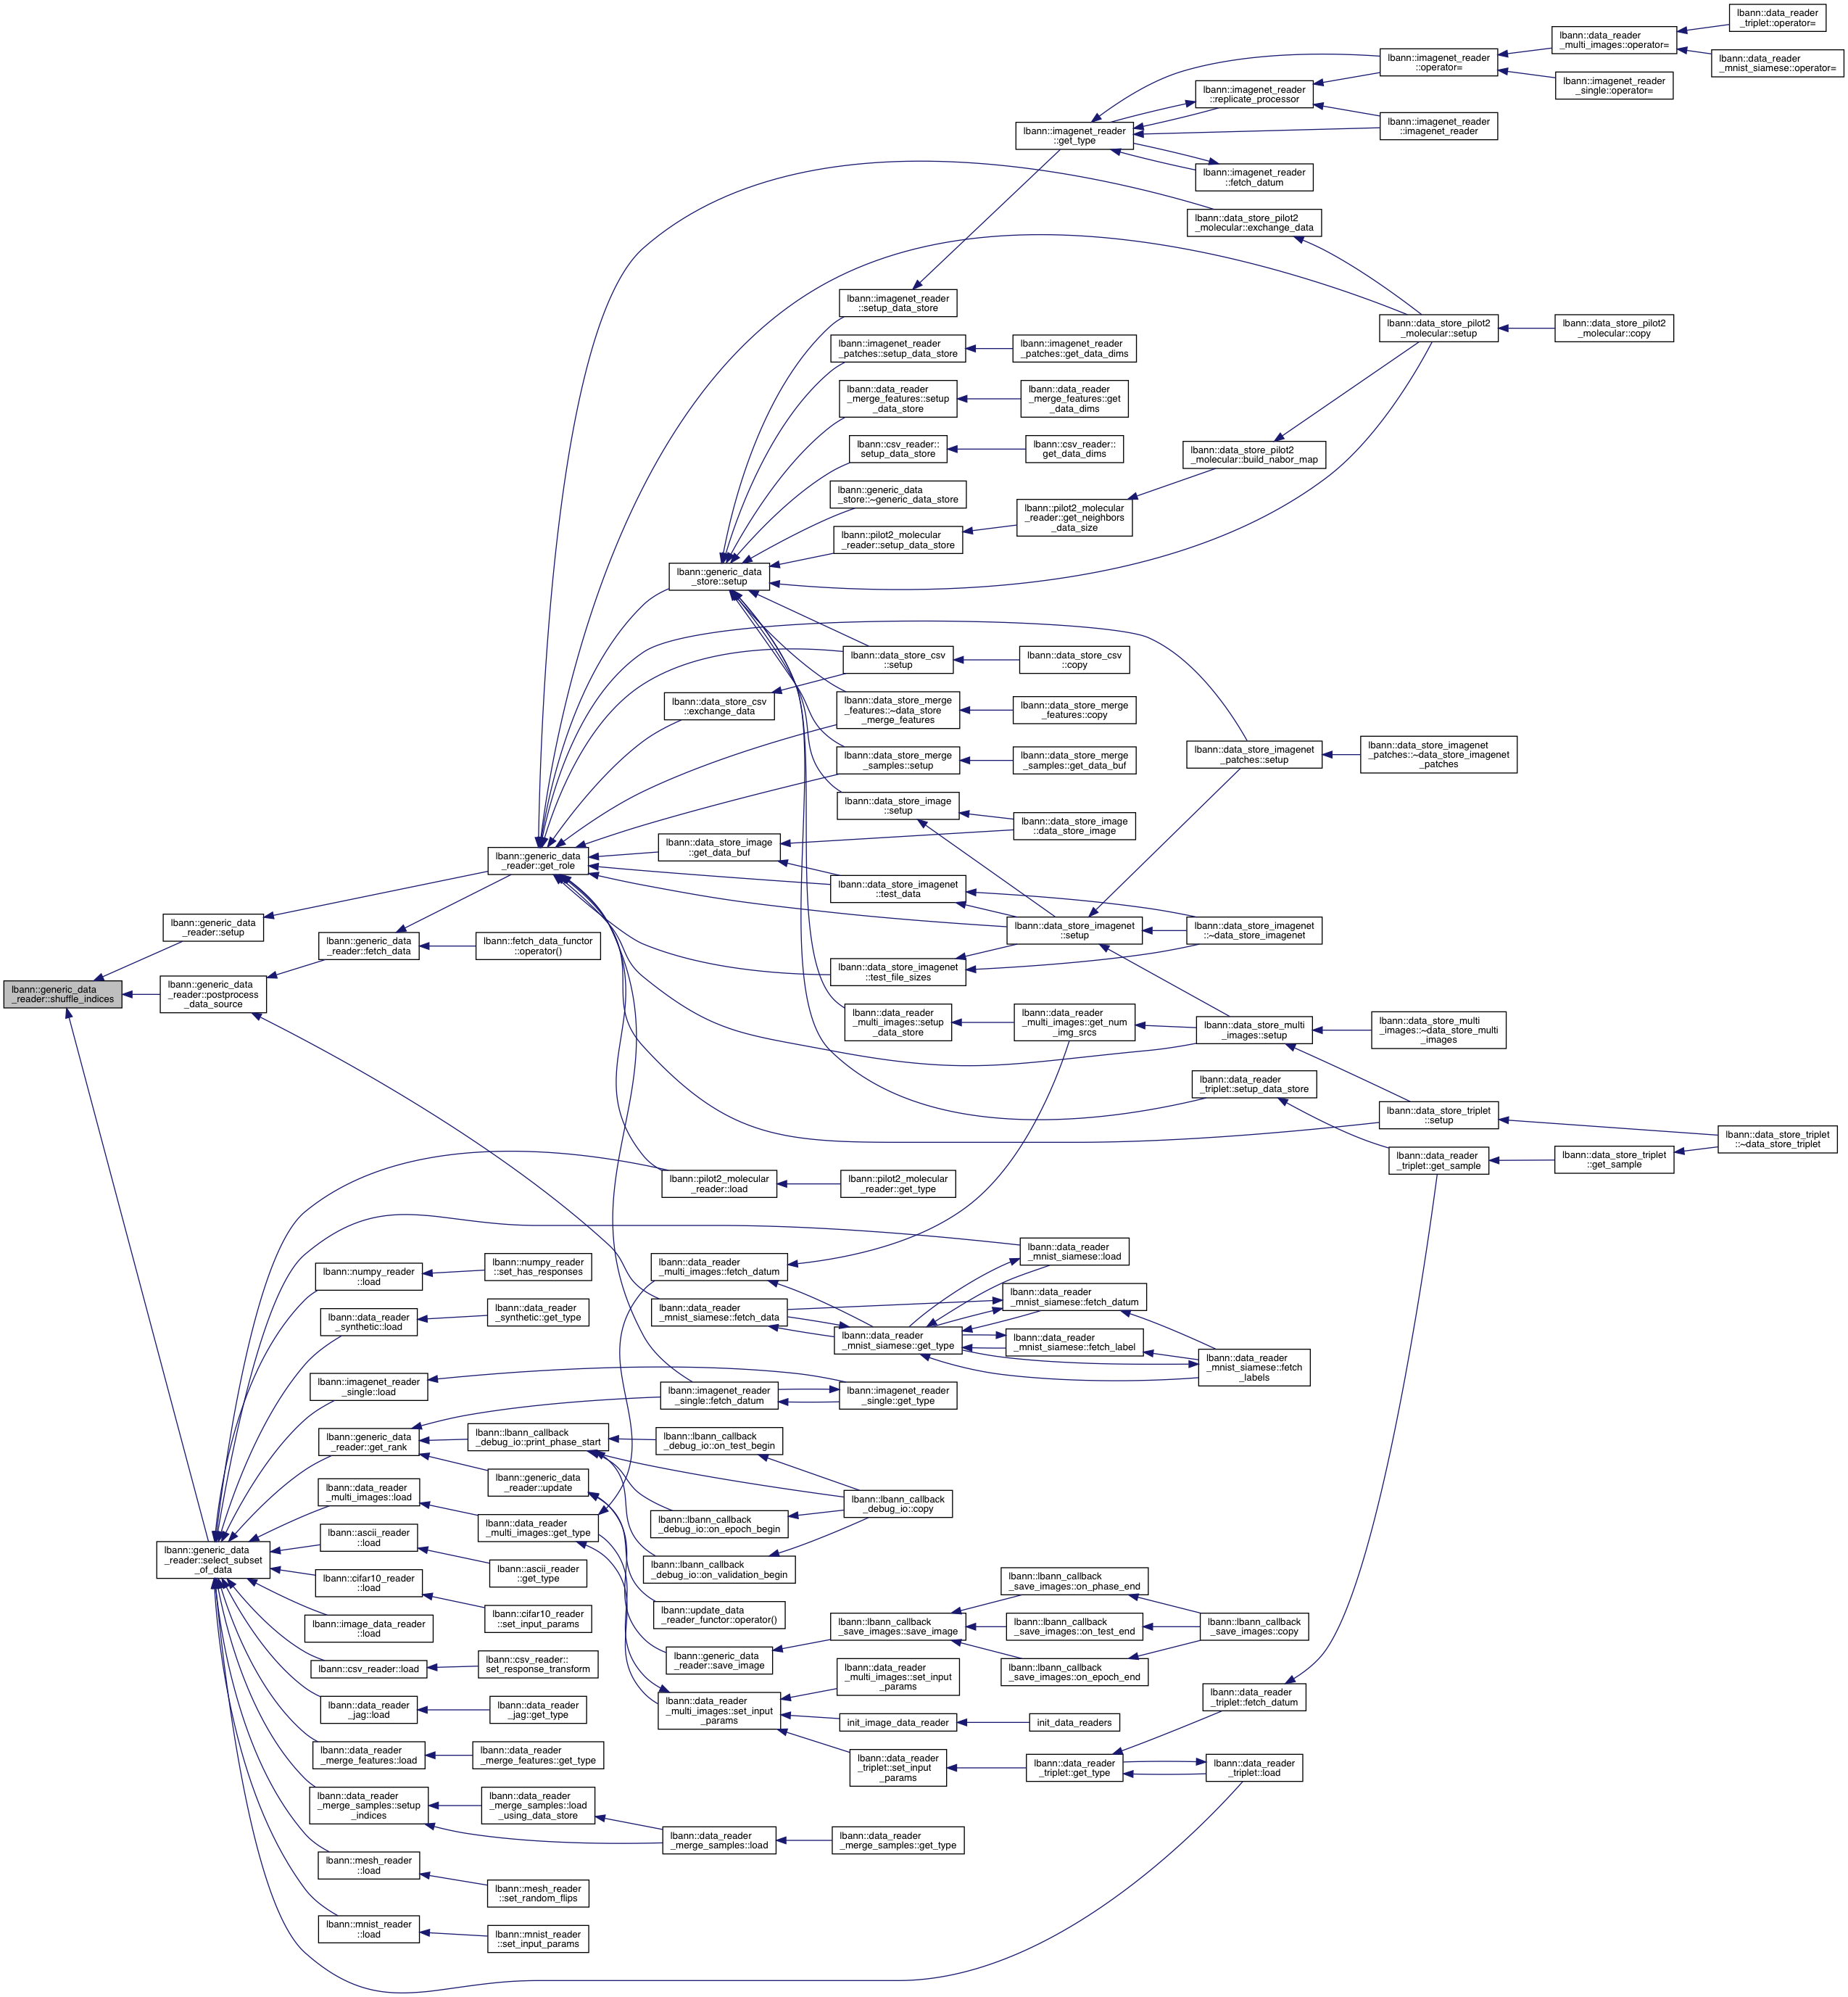 lbann::data_reader
_triplet::operator=
lbann::data_reader
_multi_images::operator=
lbann::data_reader
_mnist_siamese::operator=
lbann::imagenet_reader
::operator=
lbann::imagenet_reader
_single::operator=
lbann::imagenet_reader
::replicate_processor
lbann::imagenet_reader
::imagenet_reader
lbann::imagenet_reader
::get_type
lbann::imagenet_reader
::fetch_datum
lbann::data_store_pilot2
_molecular::exchange_data
lbann::imagenet_reader
::setup_data_store
lbann::data_store_pilot2
_molecular::setup
lbann::data_store_pilot2
_molecular::copy
lbann::imagenet_reader
_patches::setup_data_store
lbann::imagenet_reader
_patches::get_data_dims
lbann::data_reader
_merge_features::setup
_data_store
lbann::data_reader
_merge_features::get
_data_dims
lbann::csv_reader::
setup_data_store
lbann::csv_reader::
get_data_dims
lbann::data_store_pilot2
_molecular::build_nabor_map
lbann::generic_data
_store::~generic_data_store
lbann::pilot2_molecular
_reader::get_neighbors
_data_size
lbann::pilot2_molecular
_reader::setup_data_store
lbann::generic_data
_store::setup
lbann::data_store_csv
::setup
lbann::data_store_csv
::copy
lbann::data_store_csv
::exchange_data
lbann::data_store_merge
_features::~data_store
_merge_features
lbann::data_store_merge
_features::copy
lbann::data_store_imagenet
_patches::setup
lbann::data_store_imagenet
_patches::~data_store_imagenet
_patches
lbann::data_store_merge
_samples::setup
lbann::data_store_merge
_samples::get_data_buf
lbann::data_store_image
::setup
lbann::data_store_image
::data_store_image
lbann::data_store_image
::get_data_buf
lbann::generic_data
_reader::get_role
lbann::data_store_imagenet
::test_data
lbann::generic_data
_reader::setup
lbann::data_store_imagenet
::setup
lbann::data_store_imagenet
::~data_store_imagenet
lbann::generic_data
_reader::fetch_data
lbann::fetch_data_functor
::operator()
lbann::data_store_imagenet
::test_file_sizes
lbann::generic_data
_reader::shuffle_indices
lbann::generic_data
_reader::postprocess
_data_source
lbann::data_reader
_multi_images::setup
_data_store
lbann::data_reader
_multi_images::get_num
_img_srcs
lbann::data_store_multi
_images::setup
lbann::data_store_multi
_images::~data_store_multi
_images
lbann::data_reader
_triplet::setup_data_store
lbann::data_store_triplet
::setup
lbann::data_store_triplet
::~data_store_triplet
lbann::data_reader
_triplet::get_sample
lbann::data_store_triplet
::get_sample
lbann::pilot2_molecular
_reader::load
lbann::pilot2_molecular
_reader::get_type
lbann::data_reader
_mnist_siamese::load
lbann::numpy_reader
::load
lbann::numpy_reader
::set_has_responses
lbann::data_reader
_multi_images::fetch_datum
lbann::data_reader
_mnist_siamese::fetch_datum
lbann::data_reader
_synthetic::load
lbann::data_reader
_synthetic::get_type
lbann::data_reader
_mnist_siamese::fetch_data
lbann::data_reader
_mnist_siamese::get_type
lbann::data_reader
_mnist_siamese::fetch_label
lbann::data_reader
_mnist_siamese::fetch
_labels
lbann::imagenet_reader
_single::load
lbann::imagenet_reader
_single::fetch_datum
lbann::imagenet_reader
_single::get_type
lbann::generic_data
_reader::get_rank
lbann::lbann_callback
_debug_io::print_phase_start
lbann::lbann_callback
_debug_io::on_test_begin
lbann::generic_data
_reader::update
lbann::data_reader
_multi_images::load
lbann::lbann_callback
_debug_io::copy
lbann::lbann_callback
_debug_io::on_epoch_begin
lbann::data_reader
_multi_images::get_type
lbann::ascii_reader
::load
lbann::generic_data
_reader::select_subset
_of_data
lbann::ascii_reader
::get_type
lbann::lbann_callback
_debug_io::on_validation_begin
lbann::cifar10_reader
::load
lbann::cifar10_reader
::set_input_params
lbann::lbann_callback
_save_images::on_phase_end
lbann::image_data_reader
::load
lbann::update_data
_reader_functor::operator()
lbann::lbann_callback
_save_images::save_image
lbann::lbann_callback
_save_images::on_test_end
lbann::lbann_callback
_save_images::copy
lbann::csv_reader::load
lbann::csv_reader::
set_response_transform
lbann::generic_data
_reader::save_image
lbann::lbann_callback
_save_images::on_epoch_end
lbann::data_reader
_multi_images::set_input
_params
lbann::data_reader
_jag::load
lbann::data_reader
_jag::get_type
lbann::data_reader
_multi_images::set_input
_params
lbann::data_reader
_triplet::fetch_datum
init_image_data_reader
init_data_readers
lbann::data_reader
_merge_features::load
lbann::data_reader
_merge_features::get_type
lbann::data_reader
_triplet::set_input
_params
lbann::data_reader
_triplet::get_type
lbann::data_reader
_triplet::load
lbann::data_reader
_merge_samples::setup
_indices
lbann::data_reader
_merge_samples::load
_using_data_store
lbann::data_reader
_merge_samples::load
lbann::data_reader
_merge_samples::get_type
lbann::mesh_reader
::load
lbann::mesh_reader
::set_random_flips
lbann::mnist_reader
::load
lbann::mnist_reader
::set_input_params